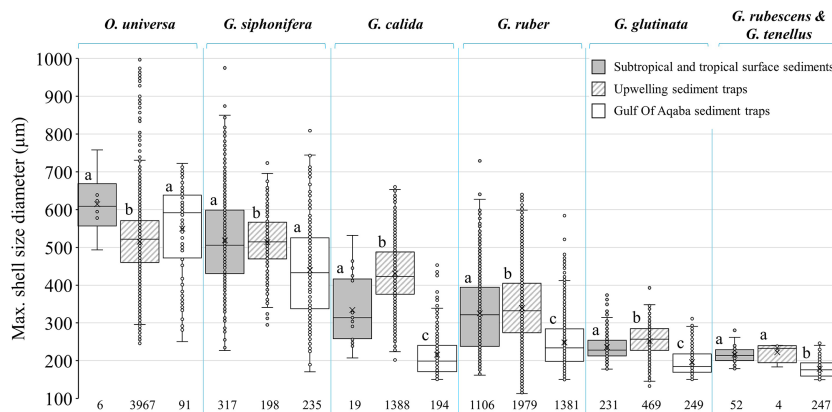 O. universa G. siphonifera G. calida G. ruber G. glutinata G. rubescens &
G. tenellus
Max. shell size diameter (µm)
1000
900
800
700
600
500
400
300
200
100
Subtropical and tropical surface sediments
Upwelling sediment traps
Gulf Of Aqaba sediment traps
a b a
a b a
a b c
a b c
a b c
a a b
6 3967 91 317 198 235 19 1388 194 1106 1979 1381 231 469 249 52 4 247